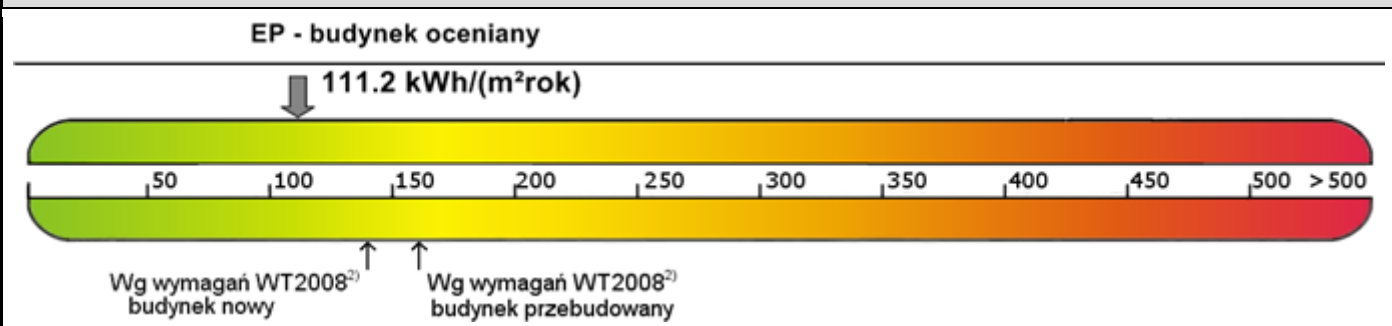 EP - budynek oceniany
111.2 kWh/(m²rok)
50 100 150 200 250 300 350 400 450 500 > 500
Wg wymagań WT2008²⁾
budynek nowy
Wg wymagań WT2008²⁾
budynek przebudowany